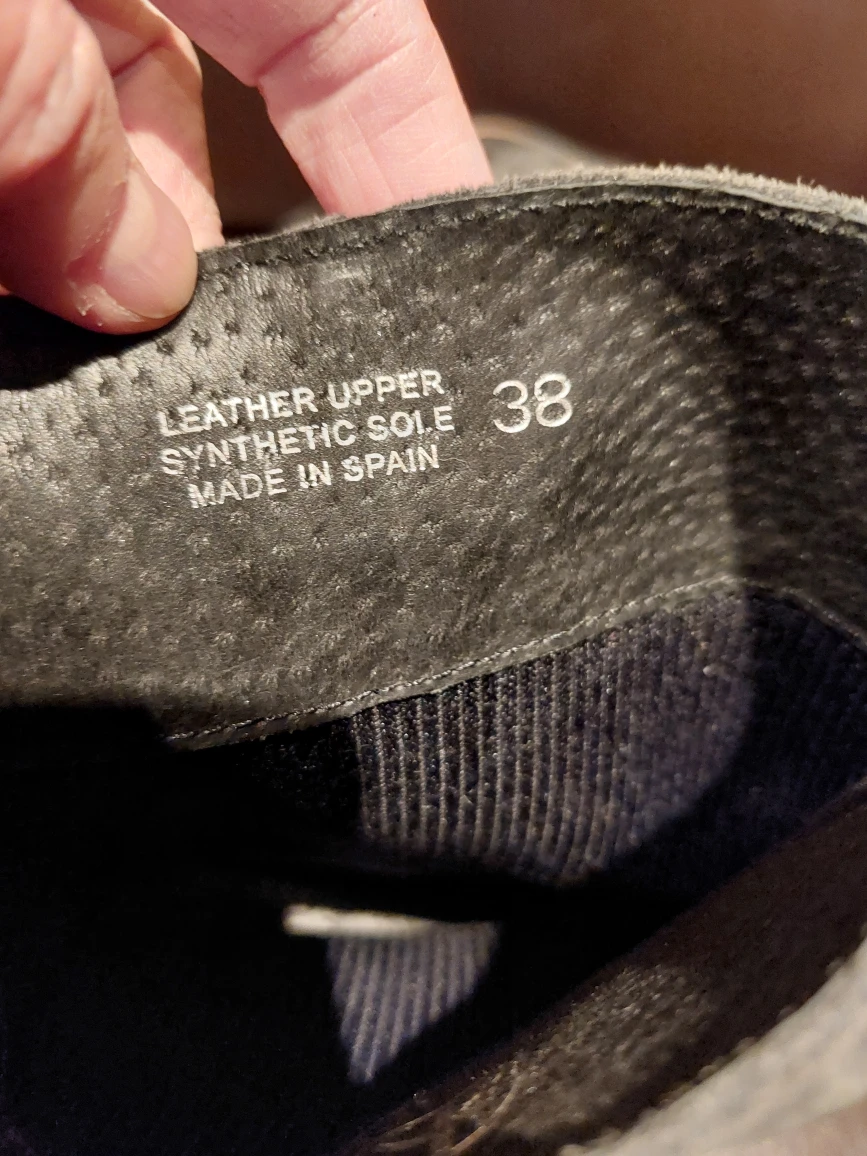 LEATHER UPPER
SYNTHETIC SOLE
MADE IN SPAIN
38